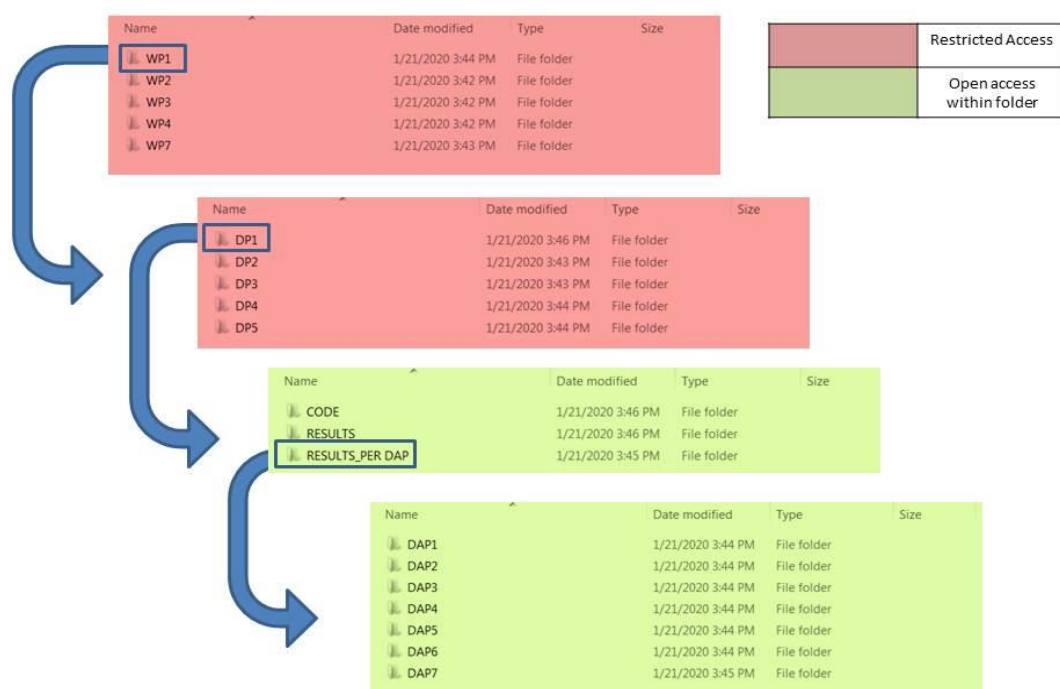 Name Date modified Type Size
WP1 1/21/2020 3:44 PM File folder
WP2 1/21/2020 3:42 PM File folder
WP3 1/21/2020 3:42 PM File folder
WP4 1/21/2020 3:42 PM File folder
WP7 1/21/2020 3:43 PM File folder
Restricted Access
Open access
within folder
Name Date modified Type Size
DP1 1/21/2020 3:46 PM File folder
DP2 1/21/2020 3:43 PM File folder
DP3 1/21/2020 3:43 PM File folder
DP4 1/21/2020 3:44 PM File folder
DP5 1/21/2020 3:44 PM File folder
Name Date modified Type Size
CODE 1/21/2020 3:46 PM File folder
RESULTS 1/21/2020 3:46 PM File folder
RESULTS_PER DAP 1/21/2020 3:45 PM File folder
Name Date modified Type Size
DAP1 1/21/2020 3:44 PM File folder
DAP2 1/21/2020 3:44 PM File folder
DAP3 1/21/2020 3:44 PM File folder
DAP4 1/21/2020 3:44 PM File folder
DAP5 1/21/2020 3:44 PM File folder
DAP6 1/21/2020 3:44 PM File folder
DAP7 1/21/2020 3:45 PM File folder